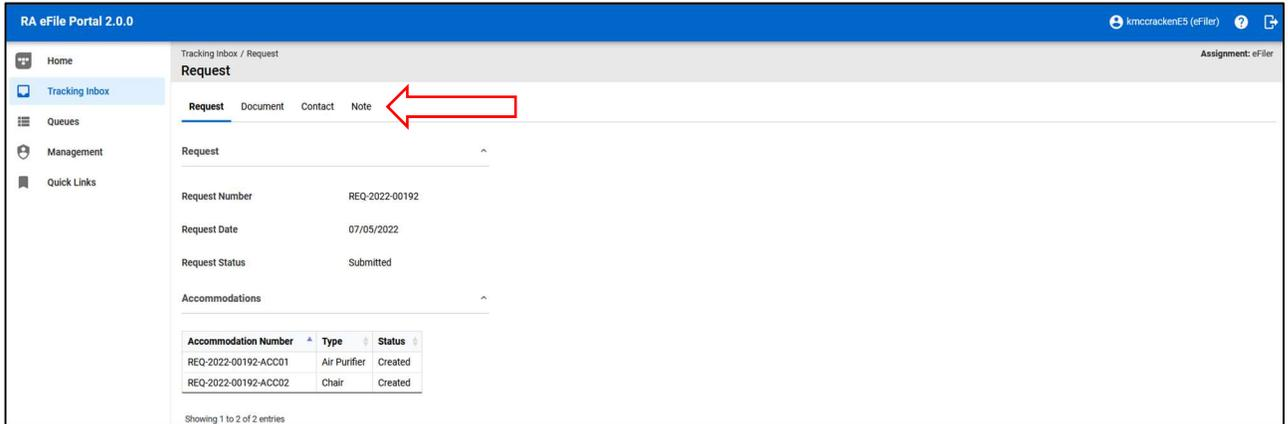 RA eFile Portal 2.0.0
kmccrackenE5 (eFiler)
Home
Tracking Inbox
Queues
Management
Quick Links
Tracking Inbox / Request
Assignment: eFiler
Request
Request Document Contact Note
Request
Request Number REQ-2022-00192
Request Date 07/05/2022
Request Status Submitted
Accommodations
Accommodation Number Type Status
REQ-2022-00192-ACC01 Air Purifier Created
REQ-2022-00192-ACC02 Chair Created
Showing 1 to 2 of 2 entries